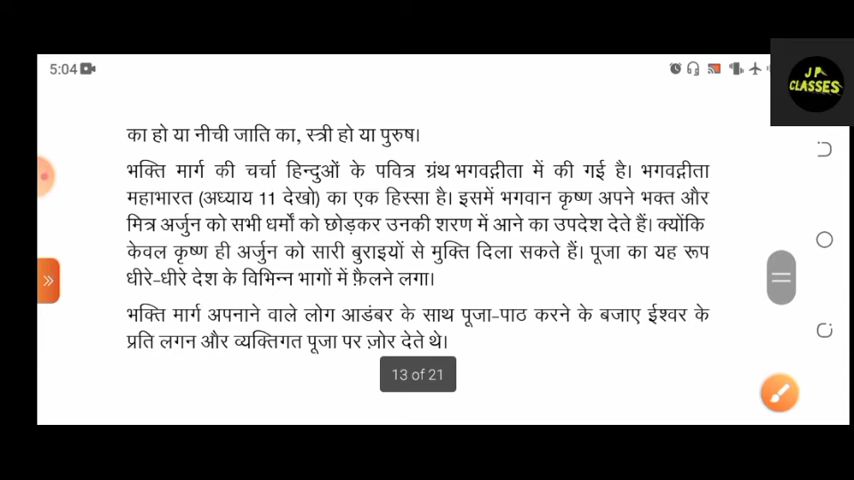 5:04
J P
CLASSES
का हो या नीची जाति का, स्त्री हो या पुरुष।
भक्ति मार्ग की चर्चा हिन्दुओं के पवित्र ग्रंथ भगवद्गीता में की गई है। भगवद्गीता
महाभारत (अध्याय 11 देखो) का एक हिस्सा है। इसमें भगवान कृष्ण अपने भक्त और
मित्र अर्जुन को सभी धर्मों को छोड़कर उनकी शरण में आने का उपदेश देते हैं। क्योंकि
केवल कृष्ण ही अर्जुन को सारी बुराइयों से मुक्ति दिला सकते हैं। पूजा का यह रूप
धीरे-धीरे देश के विभिन्न भागों में फ़ैलने लगा।
भक्ति मार्ग अपनाने वाले लोग आडंबर के साथ पूजा-पाठ करने के बजाए ईश्वर के
प्रति लगन और व्यक्तिगत पूजा पर ज़ोर देते थे।
13 of 21